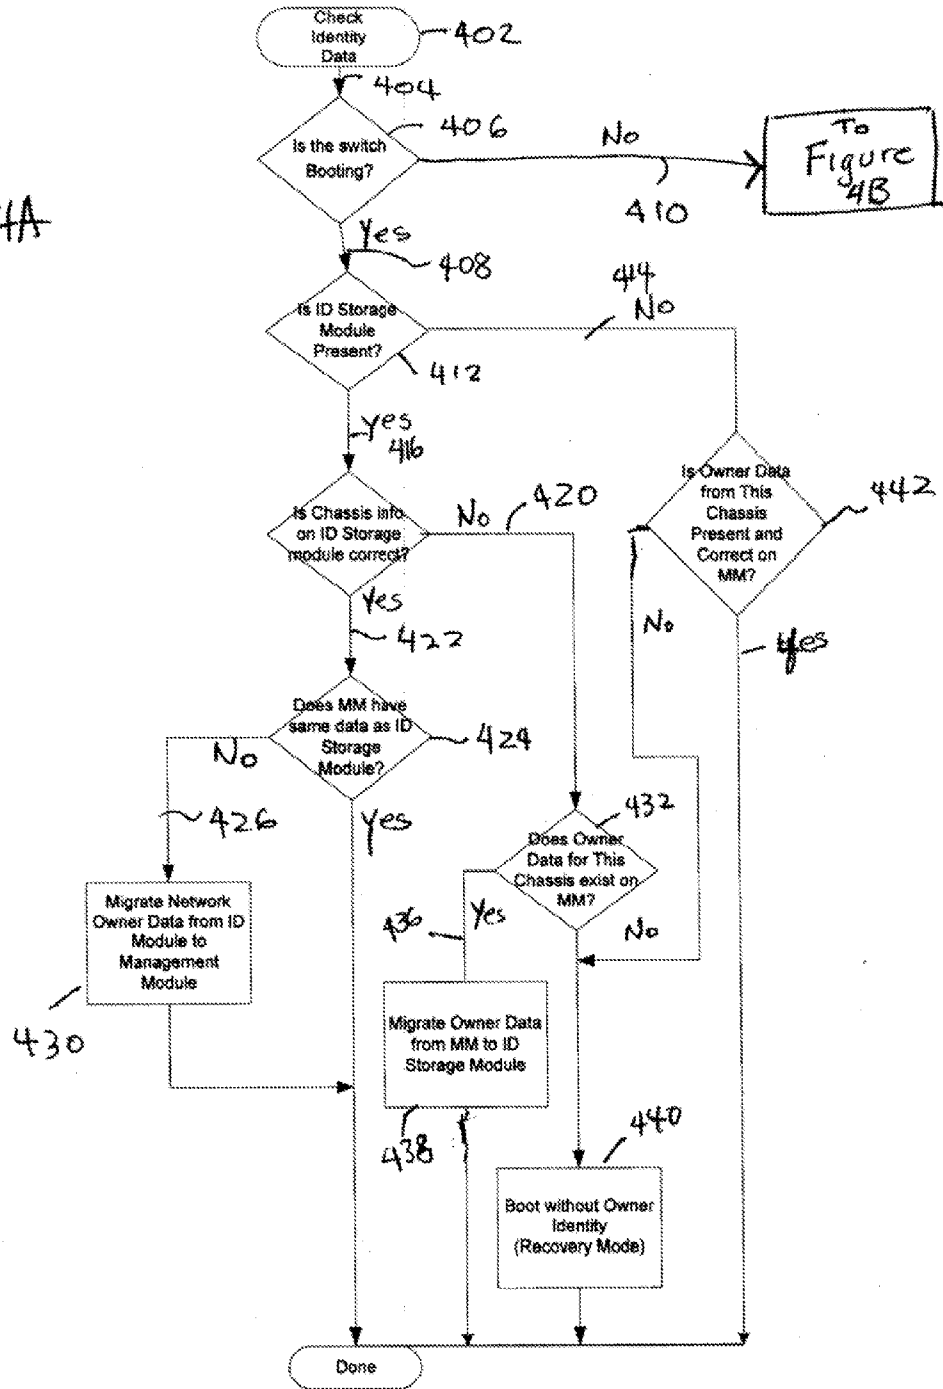 Check
Identity
Data
402
404
406
Is the switch
Booting?
No
410
To
Figure
4B
4A
Yes
408
Is ID Storage
Module
Present?
412
414
No
Yes
416
Is Chassis info
on ID Storage
module correct?
No
420
Is Owner Data
from This
Chassis
Present and
Correct on
MM?
442
No
Yes
Yes
422
Does MM have
same data as ID
Storage
Module?
424
No
426
Yes
432
Does Owner
Data for This
Chassis exist on
MM?
436
Yes
No
Migrate Network
Owner Data from ID
Module to
Management
Module
430
Migrate Owner Data
from MM to ID
Storage Module
438
440
Boot without Owner
Identity
(Recovery Mode)
Done